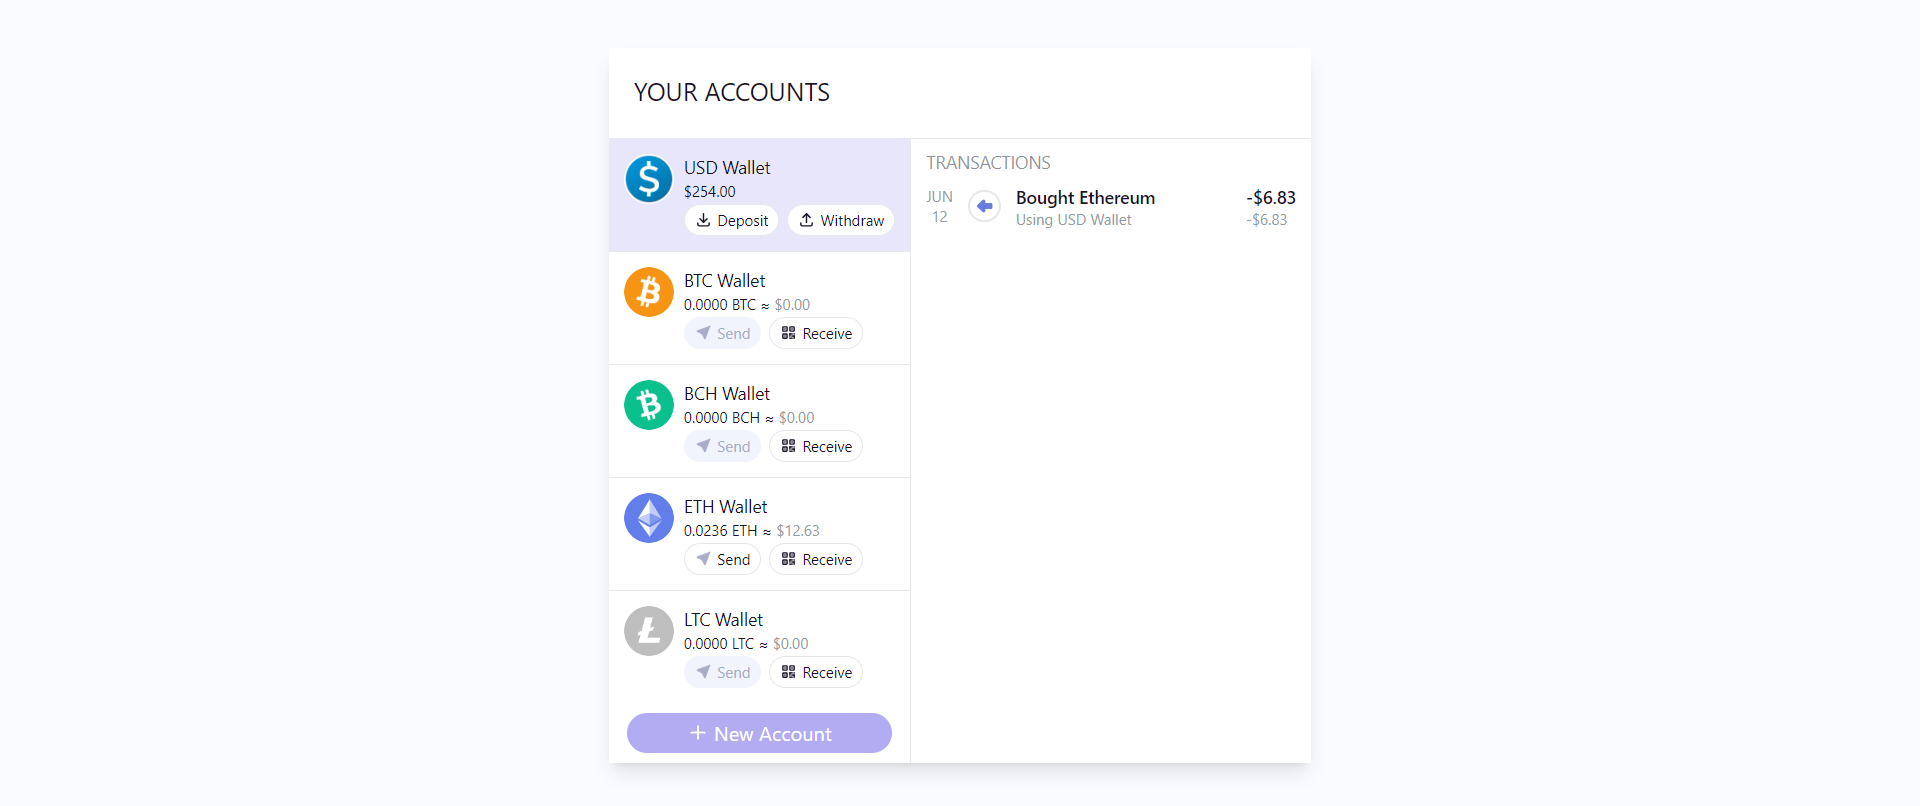 YOUR ACCOUNTS
USD Wallet
$254.00
Deposit
Withdraw
BTC Wallet
0.0000 BTC ≈ $0.00
Send
Receive
BCH Wallet
0.0000 BCH ≈ $0.00
Send
Receive
ETH Wallet
0.0236 ETH ≈ $12.63
Send
Receive
LTC Wallet
0.0000 LTC ≈ $0.00
Send
Receive
+ New Account
TRANSACTIONS
JUN
12
Bought Ethereum
Using USD Wallet
-$6.83
-$6.83